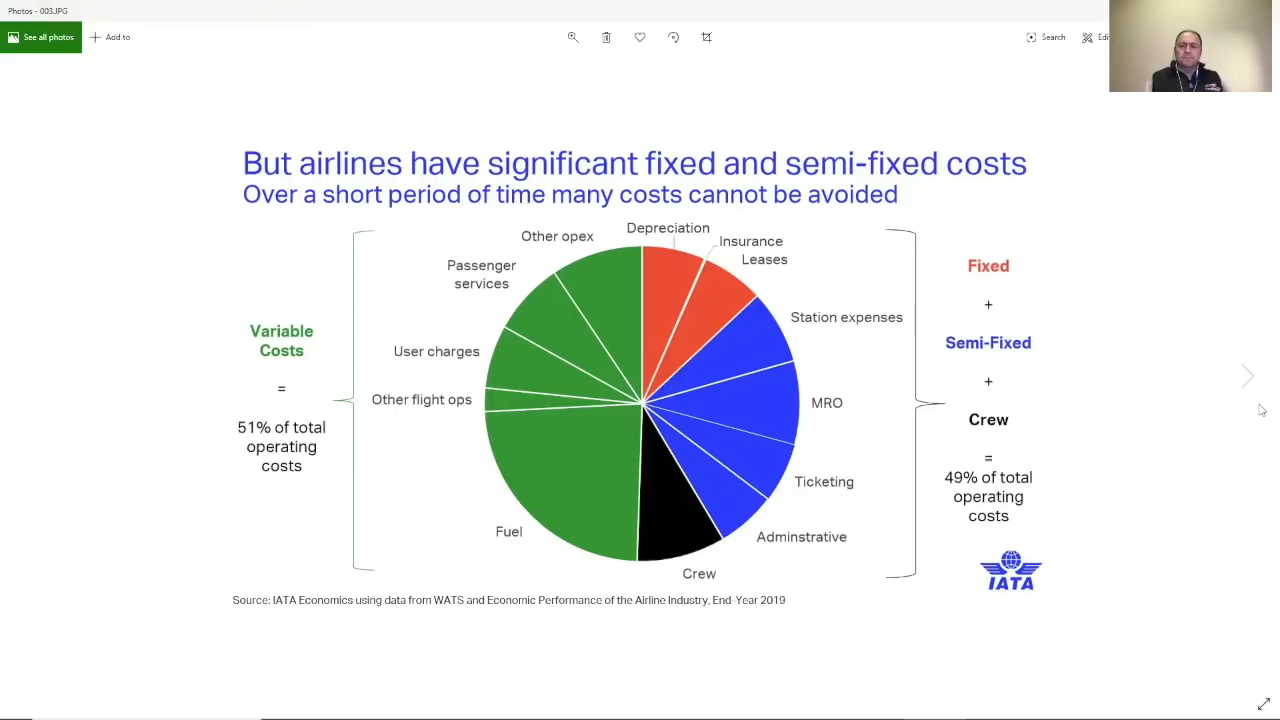 Photos - 003.JPG
See all photos
Add to
Search
Edi
But airlines have significant fixed and semi-fixed costs
Over a short period of time many costs cannot be avoided
Variable
Costs
=
51% of total
operating
costs
Other opex
Passenger
services
User charges
Other flight ops
Fuel
Depreciation
Insurance
Leases
Station expenses
MRO
Ticketing
Adminstrative
Crew
Fixed
+
Semi-Fixed
+
Crew
=
49% of total
operating
costs
IATA
Source: IATA Economics using data from WATS and Economic Performance of the Airline Industry, End-Year 2019